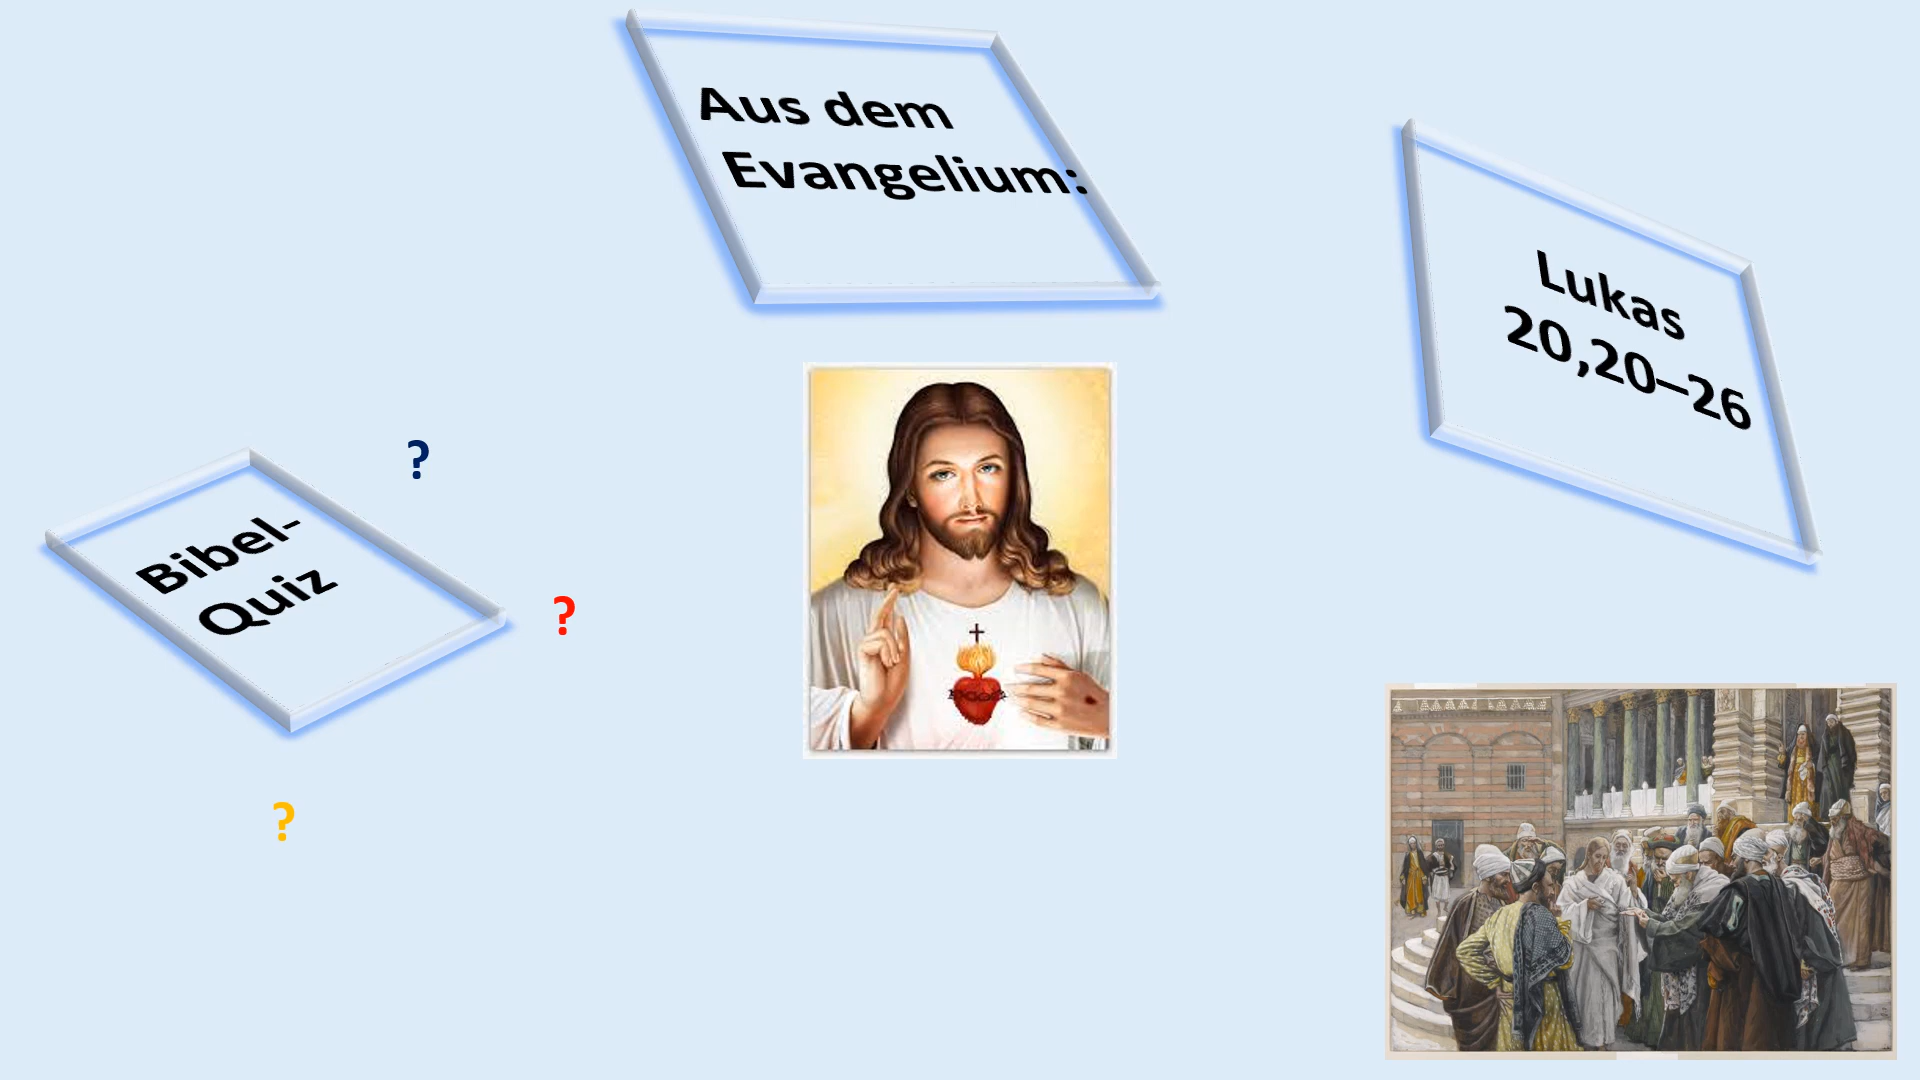 Aus dem
Evangelium:
Lukas
20,20–26
Bibel-
Quiz
?
?
?